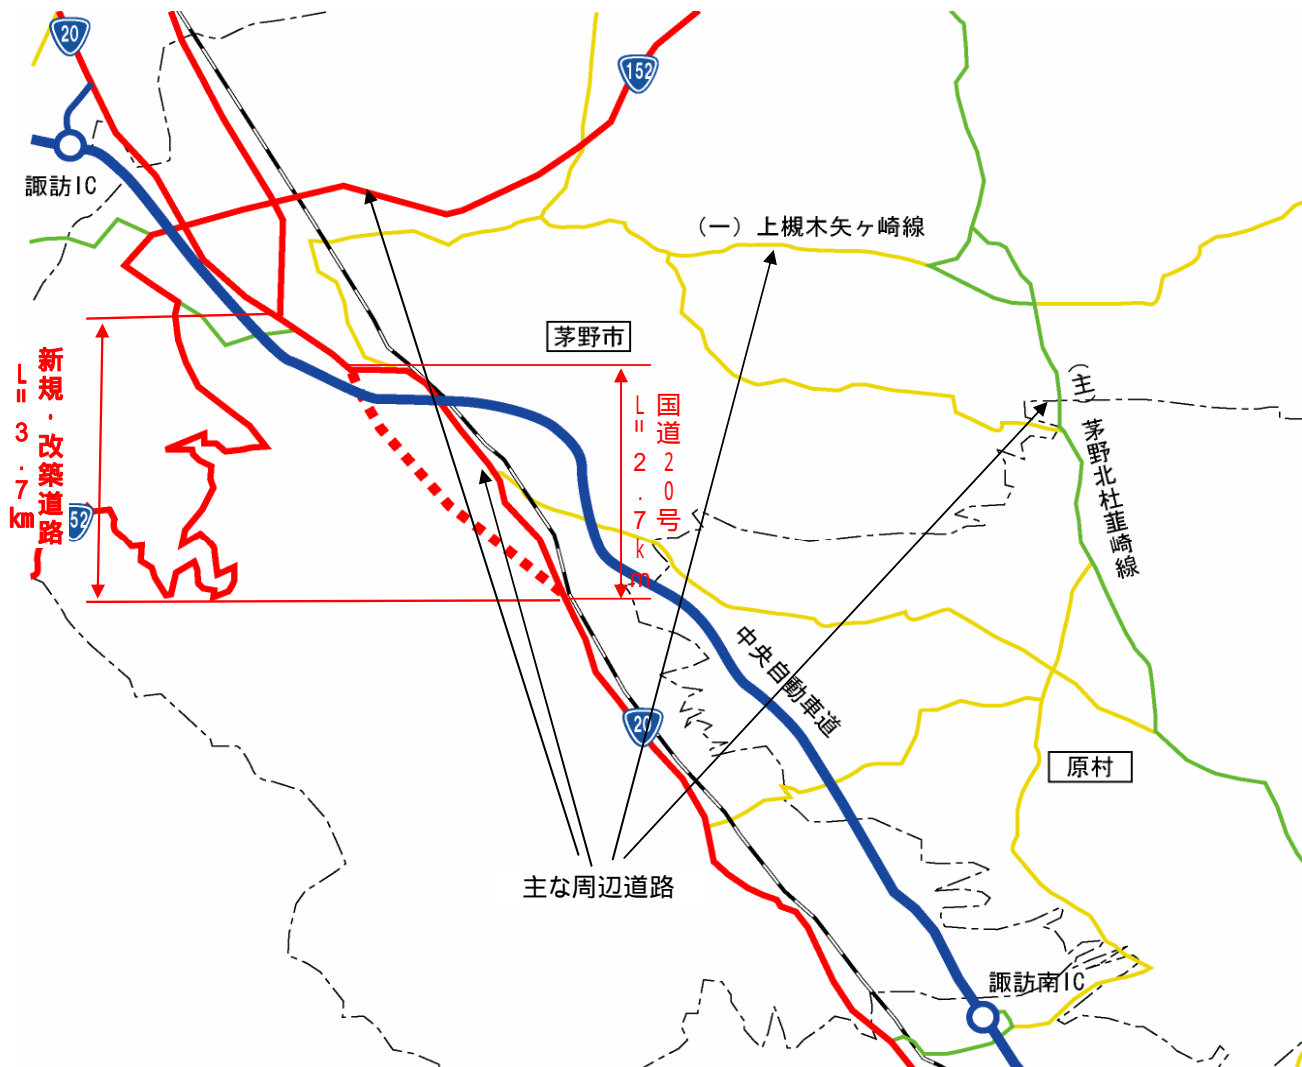 20
152
諏訪IC
(一)上槻木矢ヶ崎線
茅野市
新規・改築道路
L=3.7km
国道20号
L=2.7km
(主)茅野北杜韮崎線
52
中央自動車道
20
原村
主な周辺道路
諏訪南IC